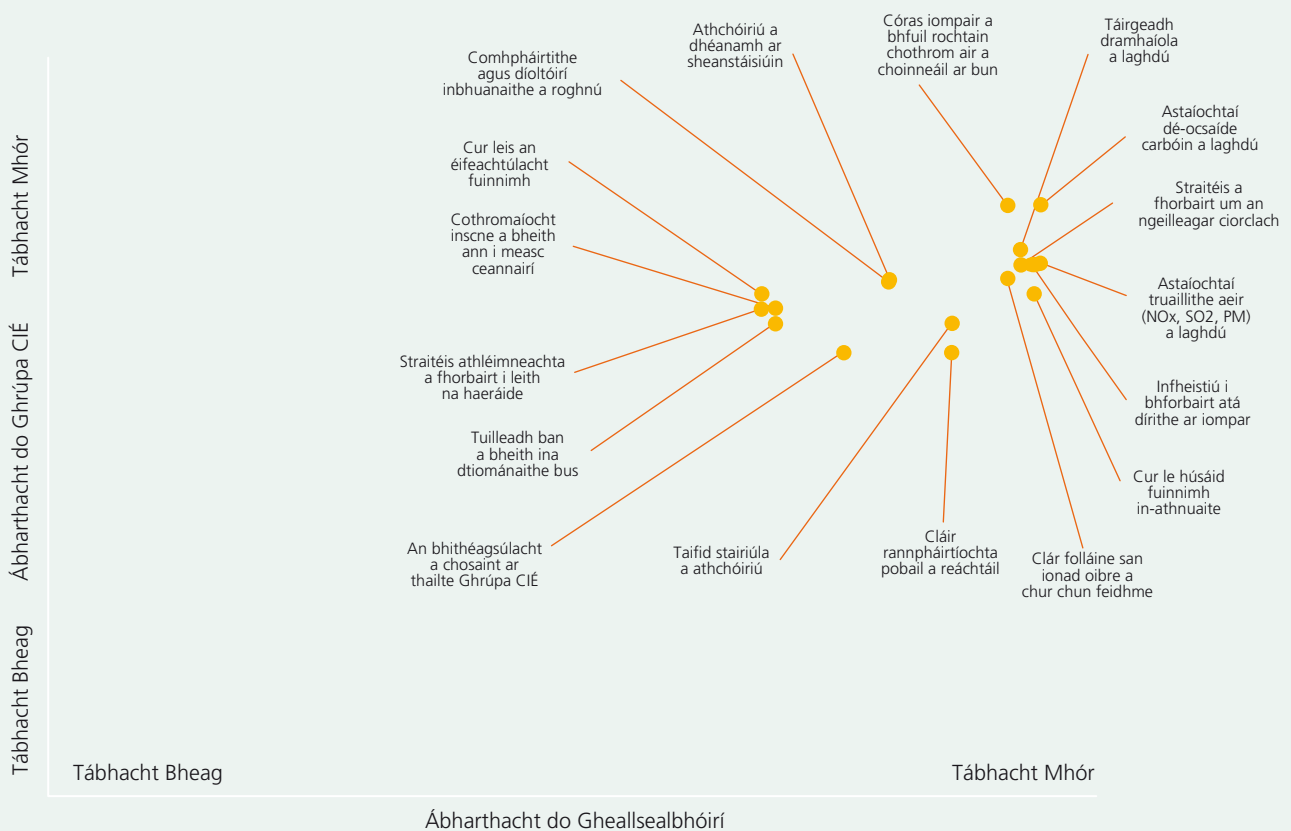 Athchóiriú a
dhéanamh ar
sheanstáisiúin
Córas iompair a
bhfuil rochtain
chothrom air a
choinneáil ar bun
Táirgeadh
dramhaíola
a laghdú
Comhpháirtithe
agus díoltóirí
inbhuanaithe a roghnú
Astaíochtaí
dé-ocsaíde
carbóin a laghdú
Cur leis an
éifeachtúlacht
fuinnimh
Straitéis a
fhorbairt um an
ngeilleagar ciorclach
Cothromaíocht
inscne a bheith
ann i measc
ceannairí
Astaíochtaí
truaillithe aeir
(NOx, SO2, PM)
a laghdú
Straitéis athléimneachta
a fhorbairt i leith
na haeráide
Infheistiú i
bhforbairt atá
dírithe ar iompar
Tuilleadh ban
a bheith ina
dtiománaithe bus
Cur le húsáid
fuinnimh
in-athnuaite
An bhithéagsúlacht
a chosaint ar
thailte Ghrúpa CIÉ
Taifid stairiúla
a athchóiriú
Cláir
rannpháirtíochta
pobail a reáchtáil
Clár folláine san
ionad oibre a
chur chun feidhme
Tábhacht Mhór
Ábharthacht do Ghrúpa CIÉ
Tábhacht Bheag
Tábhacht Bheag
Tábhacht Mhór
Ábharthacht do Gheallsealbhóirí